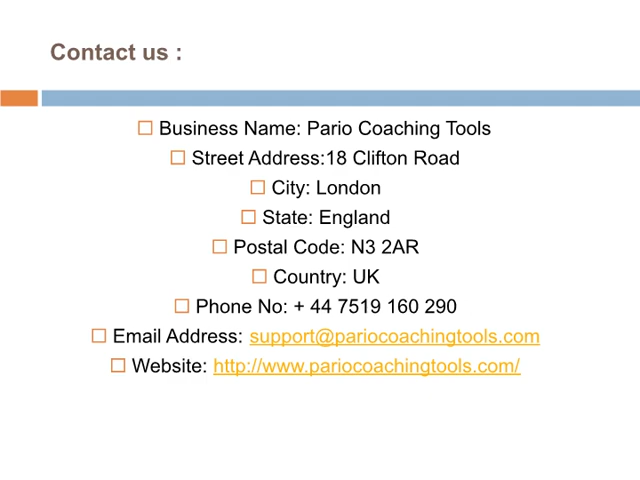 Contact us :
Business Name: Pario Coaching Tools
Street Address:18 Clifton Road
City: London
State: England
Postal Code: N3 2AR
Country: UK
Phone No: + 44 7519 160 290
Email Address: support@pariocoachingtools.com
Website: http://www.pariocoachingtools.com/